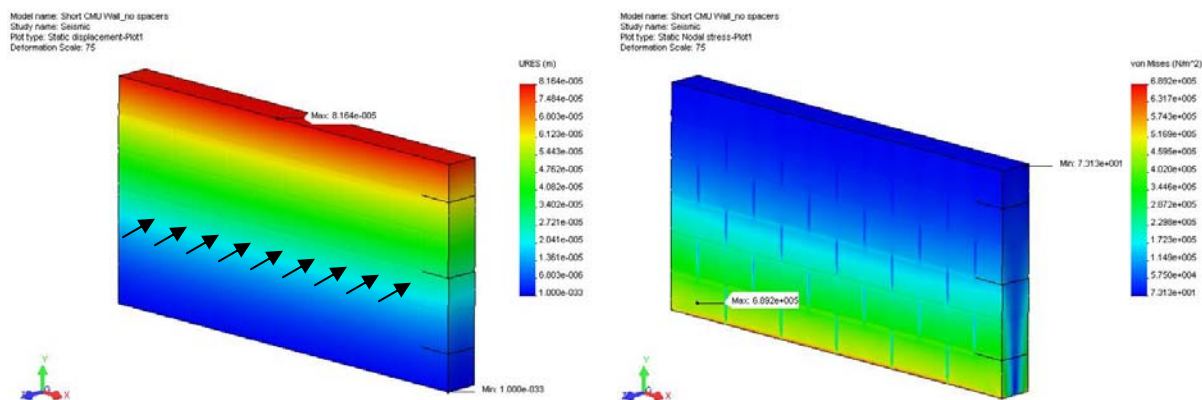 Model name: Short CMU Wall_no spacers
Study name: Seismic
Plot type: Static displacement-Plot1
Deformation Scale: 75
URES (m)
8.164e-005
7.484e-005
6.803e-005
6.123e-005
5.443e-005
4.762e-005
4.082e-005
3.402e-005
2.721e-005
2.041e-005
1.361e-005
6.803e-006
1.000e-033
Max: 8.164e-005
Min: 1.000e-033
Y
Z
X
Model name: Short CMU Wall_no spacers
Study name: Seismic
Plot type: Static Nodal stress-Plot1
Deformation Scale: 75
von Mises (N/m^2)
6.892e+005
6.317e+005
5.743e+005
5.169e+005
4.595e+005
4.020e+005
3.446e+005
2.872e+005
2.298e+005
1.723e+005
1.149e+005
5.750e+004
7.313e+001
Min: 7.313e+001
Max: 6.892e+005
Y
Z
X